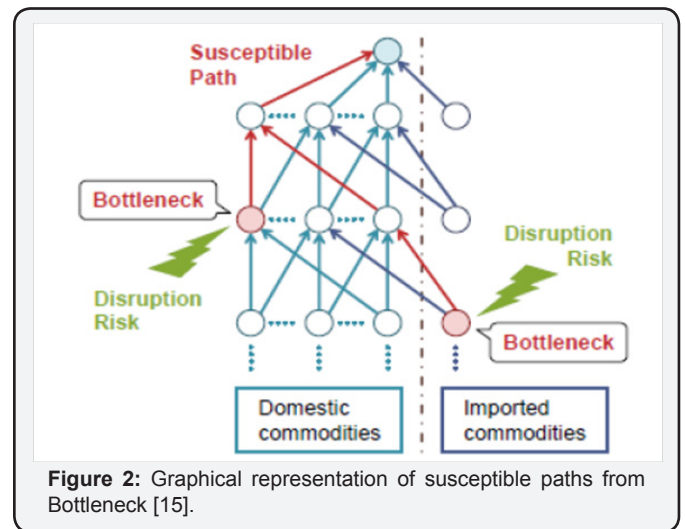 Susceptible
Path
Bottleneck
Disruption
Risk
Disruption
Risk
Bottleneck
Domestic
commodities
Imported
commodities
Figure 2: Graphical representation of susceptible paths from
Bottleneck [15].